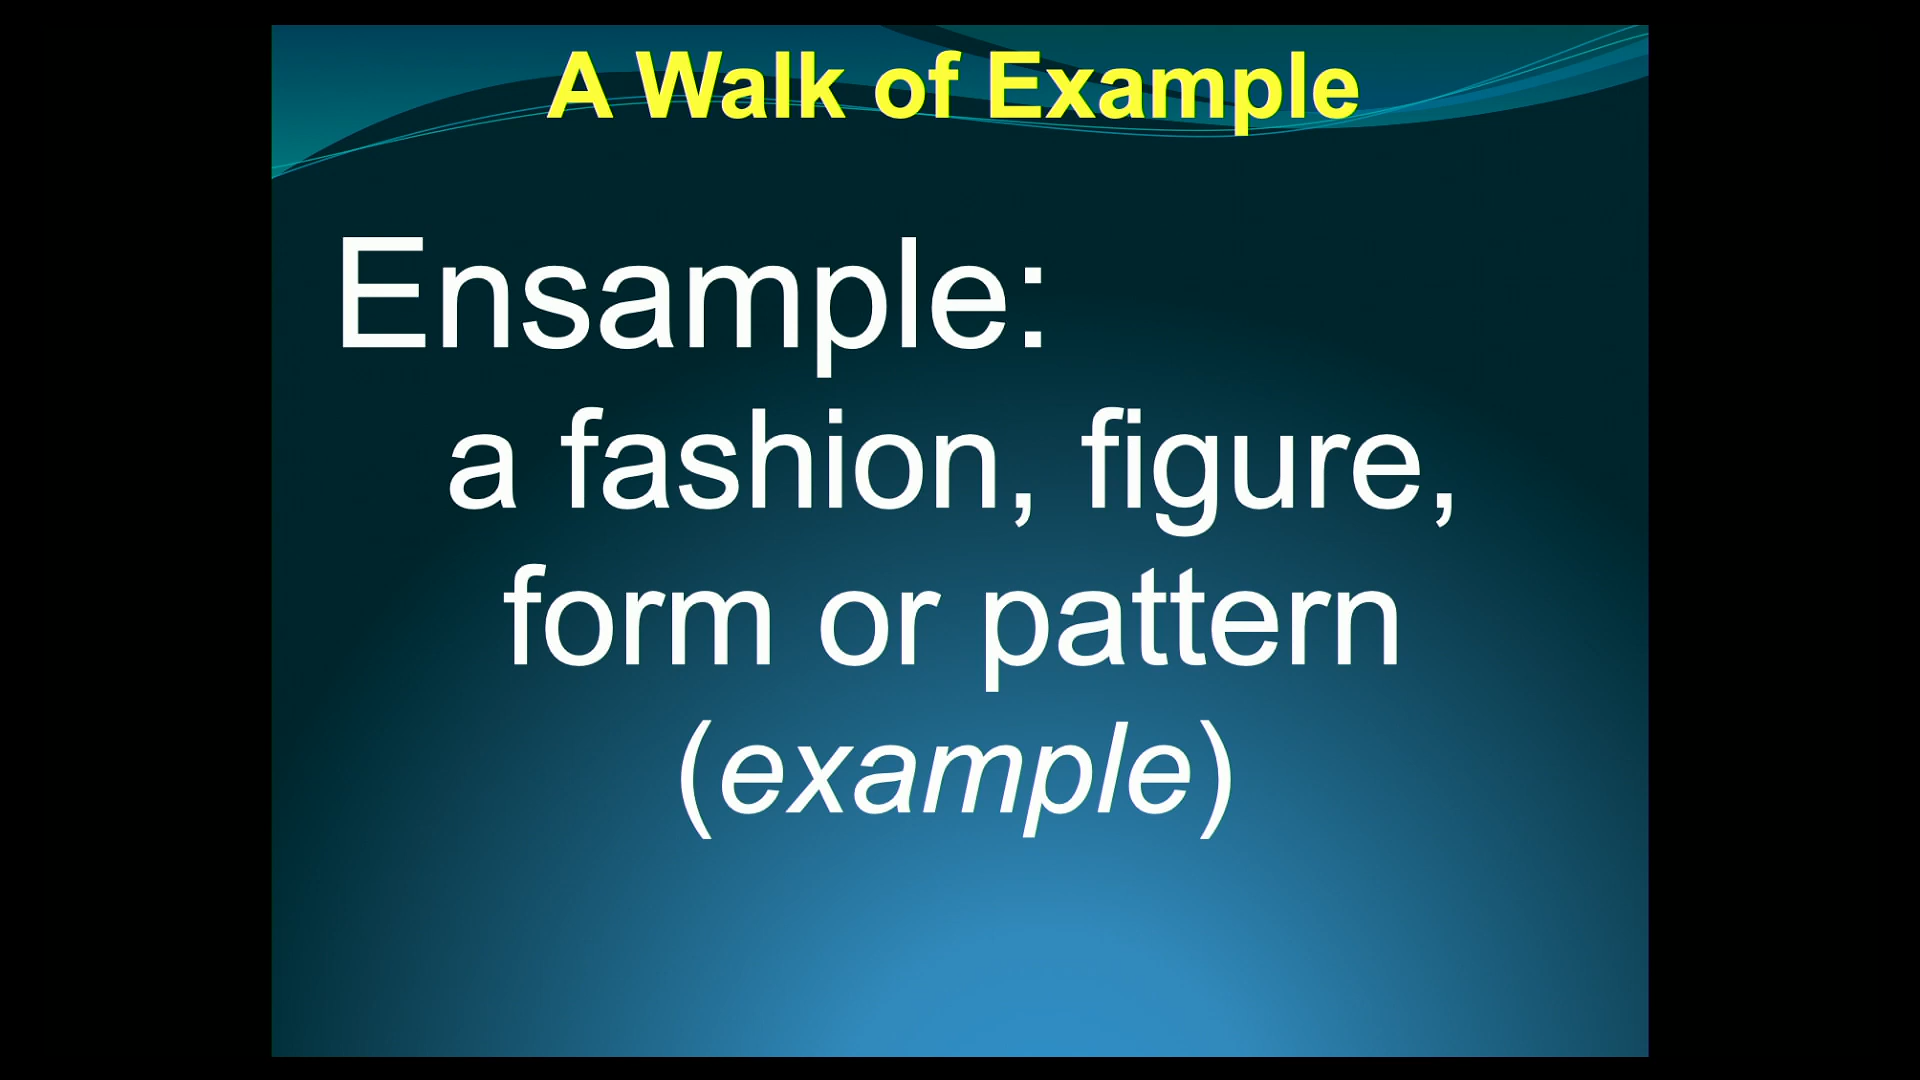 A Walk of Example
Ensample:
a fashion, figure,
form or pattern
(example)